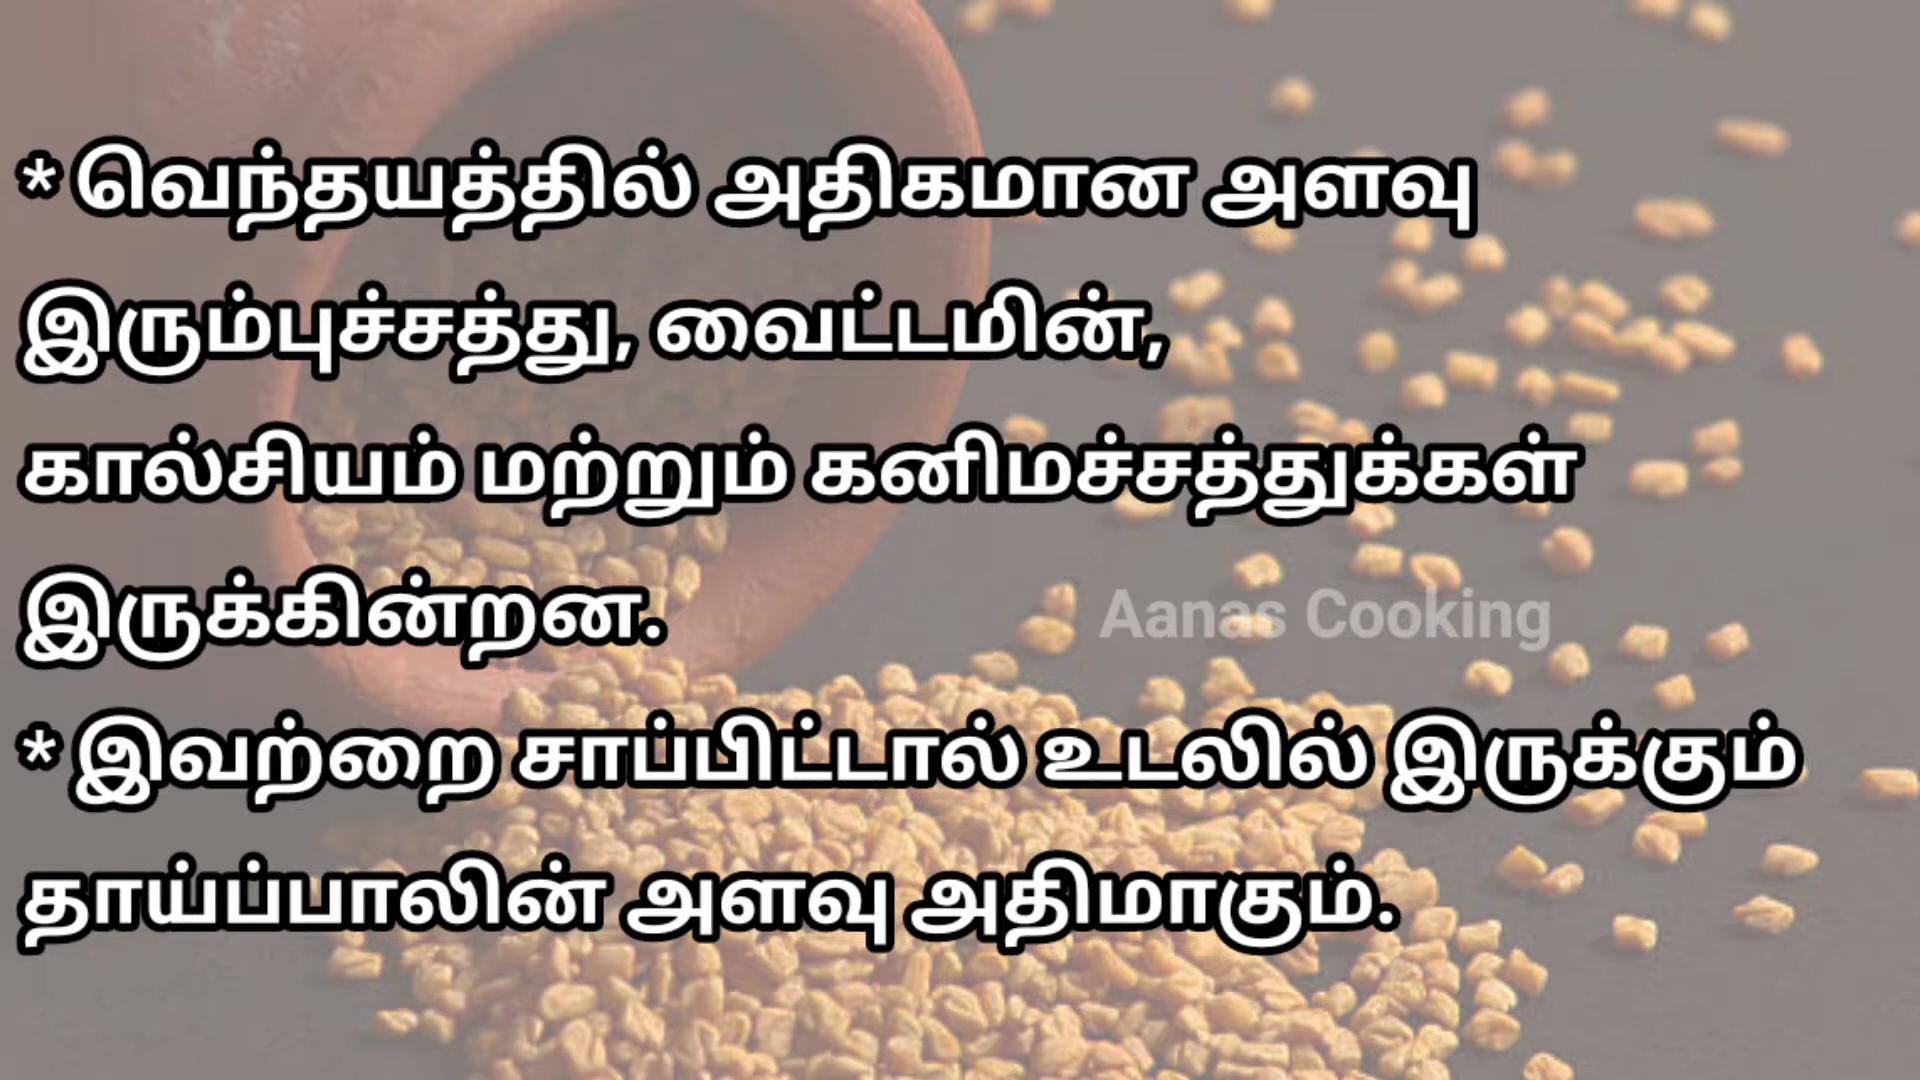 * வெந்தயத்தில் அதிகமான அளவு
இரும்புச்சத்து, வைட்டமின்,
கால்சியம் மற்றும் கனிமச்சத்துக்கள்
இருக்கின்றன.
Aanas Cooking
* இவற்றை சாப்பிட்டால் உடலில் இருக்கும்
தாய்ப்பாலின் அளவு அதிமாகும்.